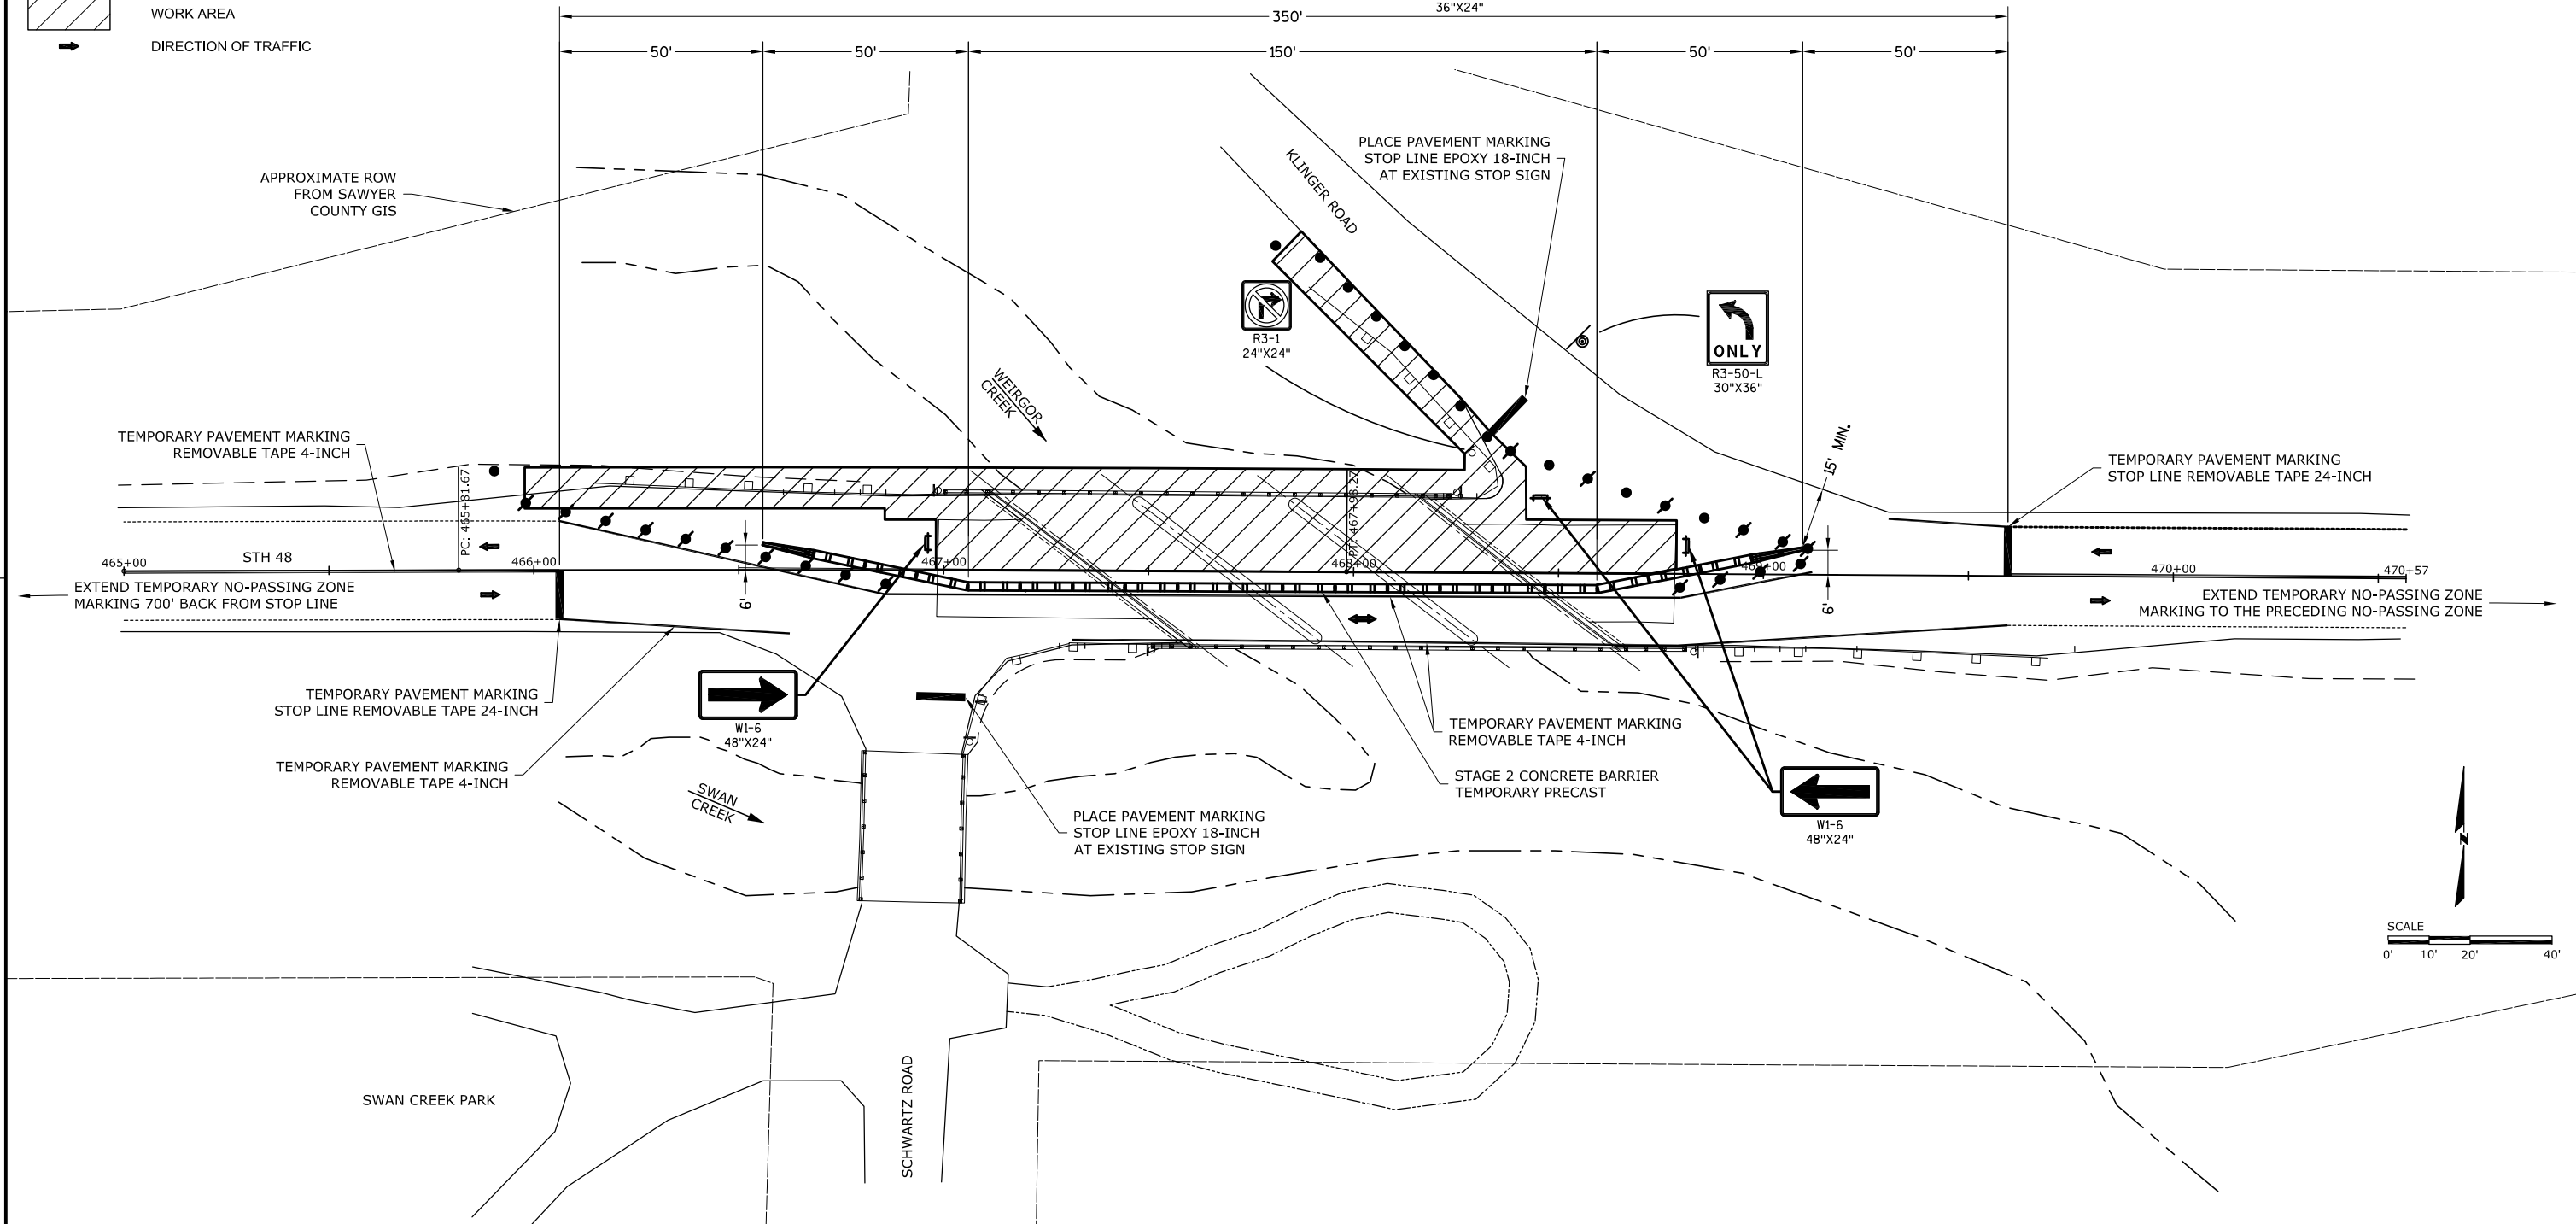 WORK AREA
DIRECTION OF TRAFFIC
36"X24"
350'
50'
50'
150'
50'
50'
APPROXIMATE ROW
FROM SAWYER
COUNTY GIS
KLINGER ROAD
PLACE PAVEMENT MARKING
STOP LINE EPOXY 18-INCH
AT EXISTING STOP SIGN
R3-1
24"X24"
ONLY
R3-50-L
30"X36"
WEIRGOR
CREEK
15' MIN.
TEMPORARY PAVEMENT MARKING
REMOVABLE TAPE 4-INCH
TEMPORARY PAVEMENT MARKING
STOP LINE REMOVABLE TAPE 24-INCH
PC: 465+81.67
PT: 467+98.27
STH 48
465+00
466+00
467+00
468+00
469+00
470+00
470+57
EXTEND TEMPORARY NO-PASSING ZONE
MARKING 700' BACK FROM STOP LINE
6'
6'
EXTEND TEMPORARY NO-PASSING ZONE
MARKING TO THE PRECEDING NO-PASSING ZONE
TEMPORARY PAVEMENT MARKING
STOP LINE REMOVABLE TAPE 24-INCH
W1-6
48"X24"
TEMPORARY PAVEMENT MARKING
REMOVABLE TAPE 4-INCH
TEMPORARY PAVEMENT MARKING
REMOVABLE TAPE 4-INCH
STAGE 2 CONCRETE BARRIER
TEMPORARY PRECAST
SWAN
CREEK
PLACE PAVEMENT MARKING
STOP LINE EPOXY 18-INCH
AT EXISTING STOP SIGN
W1-6
48"X24"
N
SCALE
0' 10' 20' 40'
SWAN CREEK PARK
SCHWARTZ ROAD